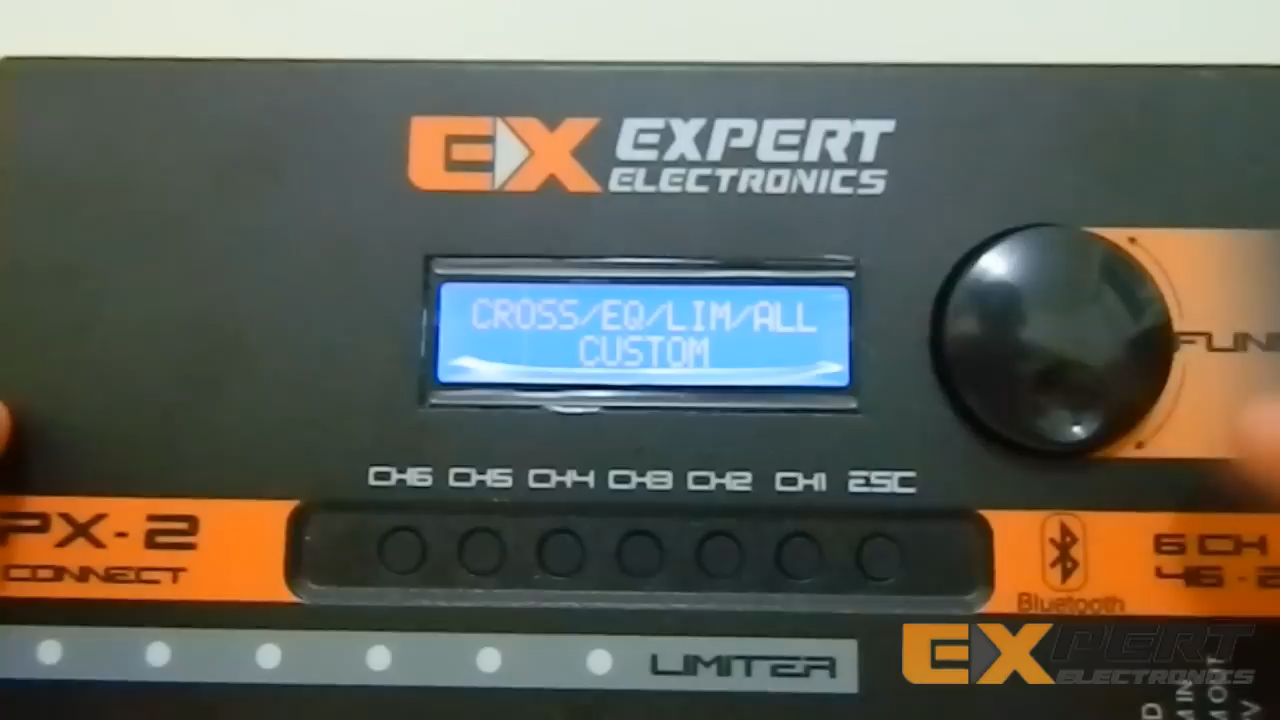 EX EXPERT
ELECTRONICS
CROSS/EQ/LIM/ALL
CUSTOM
CH6 CH5 CH4 CH3 CH2 CH1 ESC
PX-2
CONNECT
Bluetooth
6 CH
LIMITER
EXPERT
ELECTRONICS